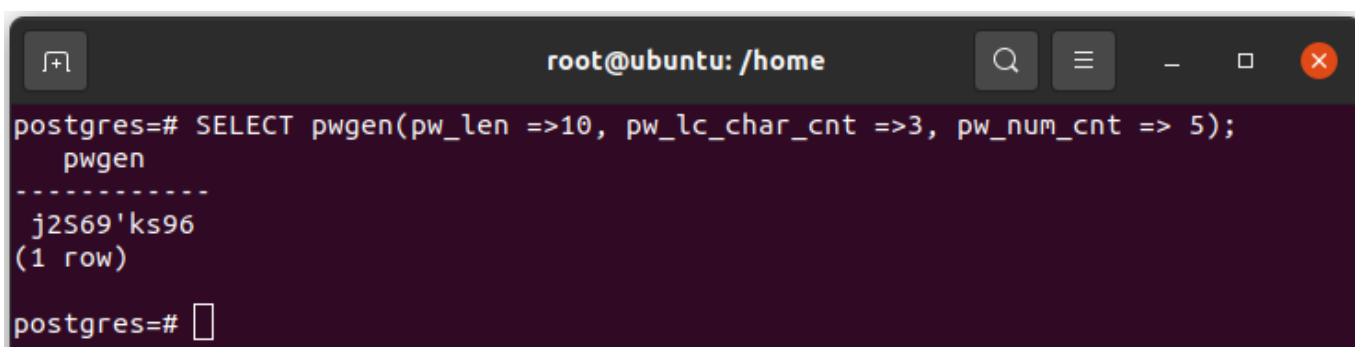 root@ubuntu: /home
postgres=# SELECT pwgen(pw_len =>10, pw_lc_char_cnt =>3, pw_num_cnt => 5);
   pwgen
------------
 j2S69'ks96
(1 row)
postgres=#